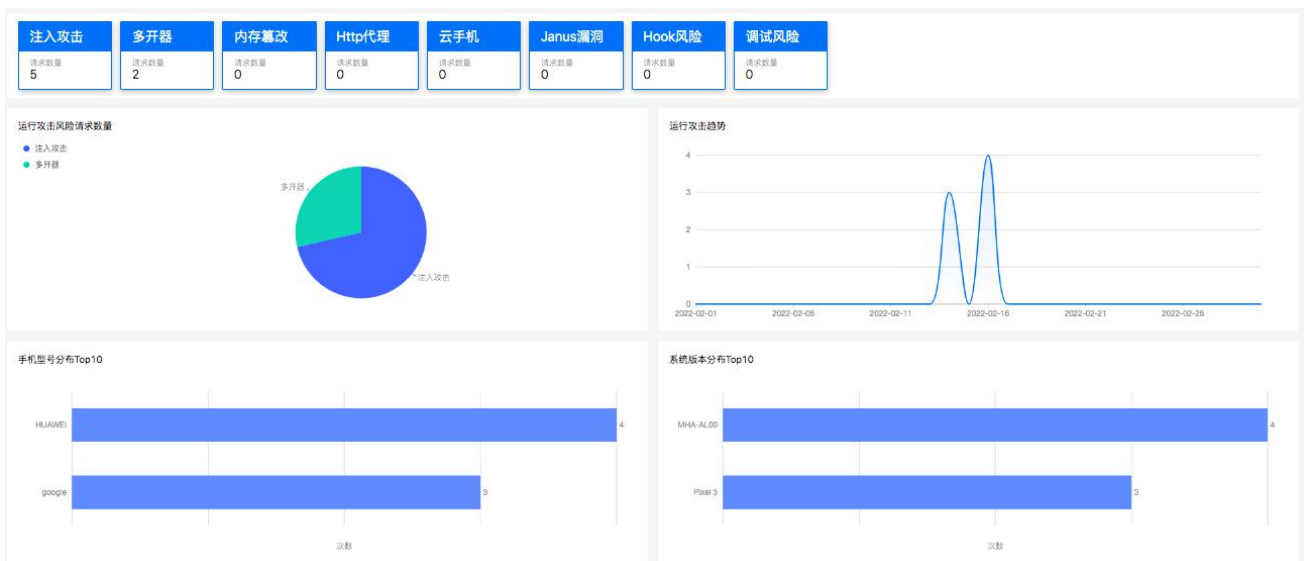 注入攻击 多开器 内存篡改 Http代理 云手机 Janus漏洞 Hook风险 调试风险
请求数量 请求数量 请求数量 请求数量 请求数量 请求数量 请求数量 请求数量
5 2 0 0 0 0 0 0
运行攻击风险请求数量
注入攻击
多开器
多开器
注入攻击
运行攻击趋势
4
3
2
1
0
2022-02-01 2022-02-06 2022-02-11 2022-02-16 2022-02-21 2022-02-26
手机型号分布Top10
HUAWEI 4
google 3
次数
系统版本分布Top10
MHA-AL00 4
Pixel 3 3
次数